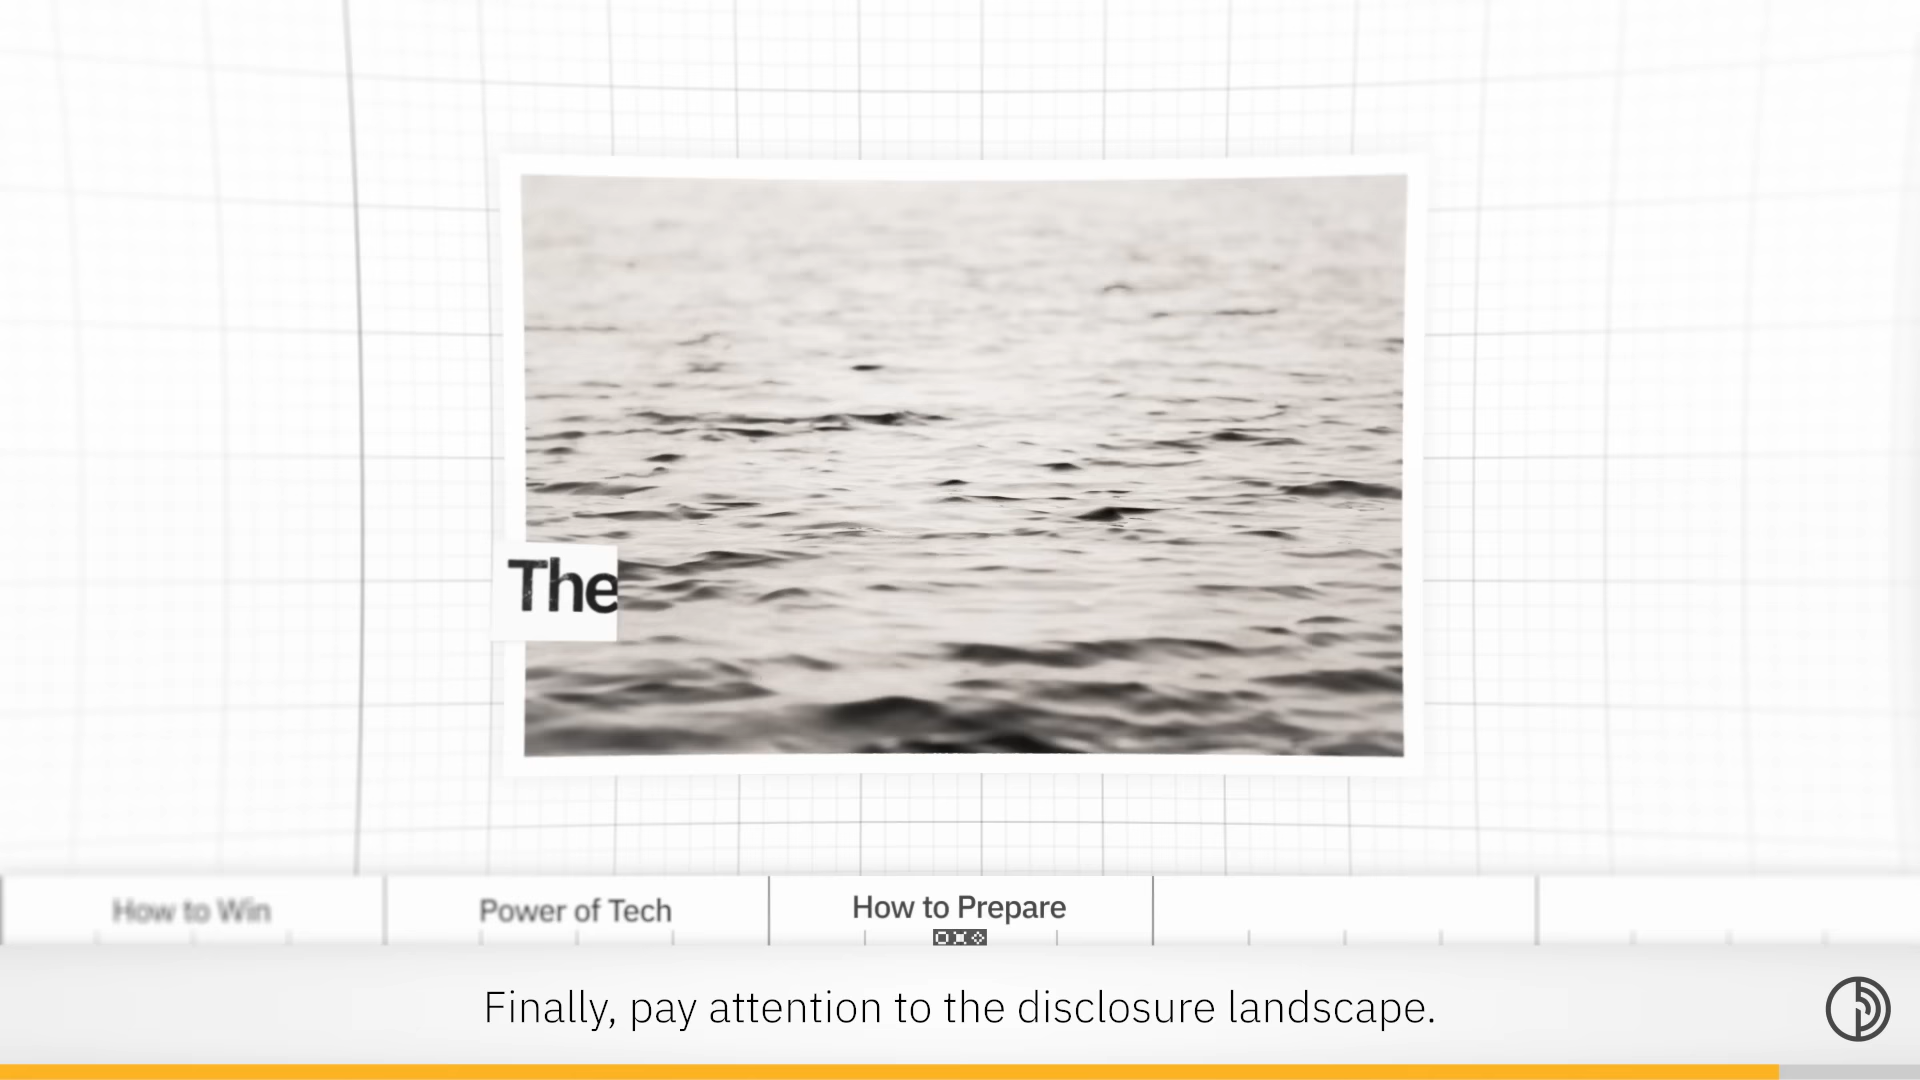 The
How to Win
Power of Tech
How to Prepare
Finally, pay attention to the disclosure landscape.